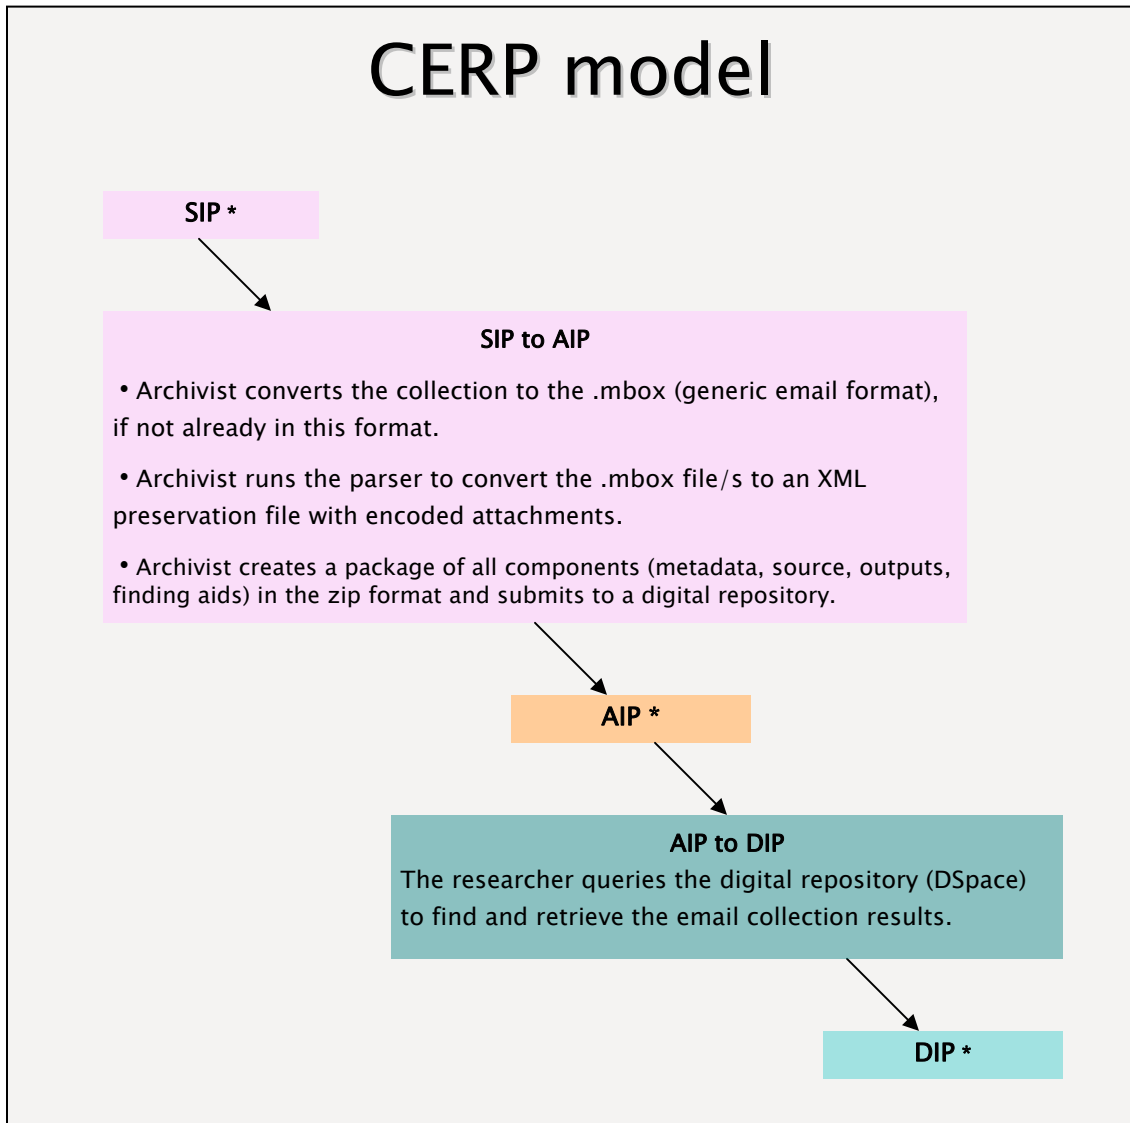 CERP model
SIP *
SIP to AIP
• Archivist converts the collection to the .mbox (generic email format),
if not already in this format.
• Archivist runs the parser to convert the .mbox file/s to an XML
preservation file with encoded attachments.
• Archivist creates a package of all components (metadata, source, outputs,
finding aids) in the zip format and submits to a digital repository.
AIP *
AIP to DIP
The researcher queries the digital repository (DSpace)
to find and retrieve the email collection results.
DIP *